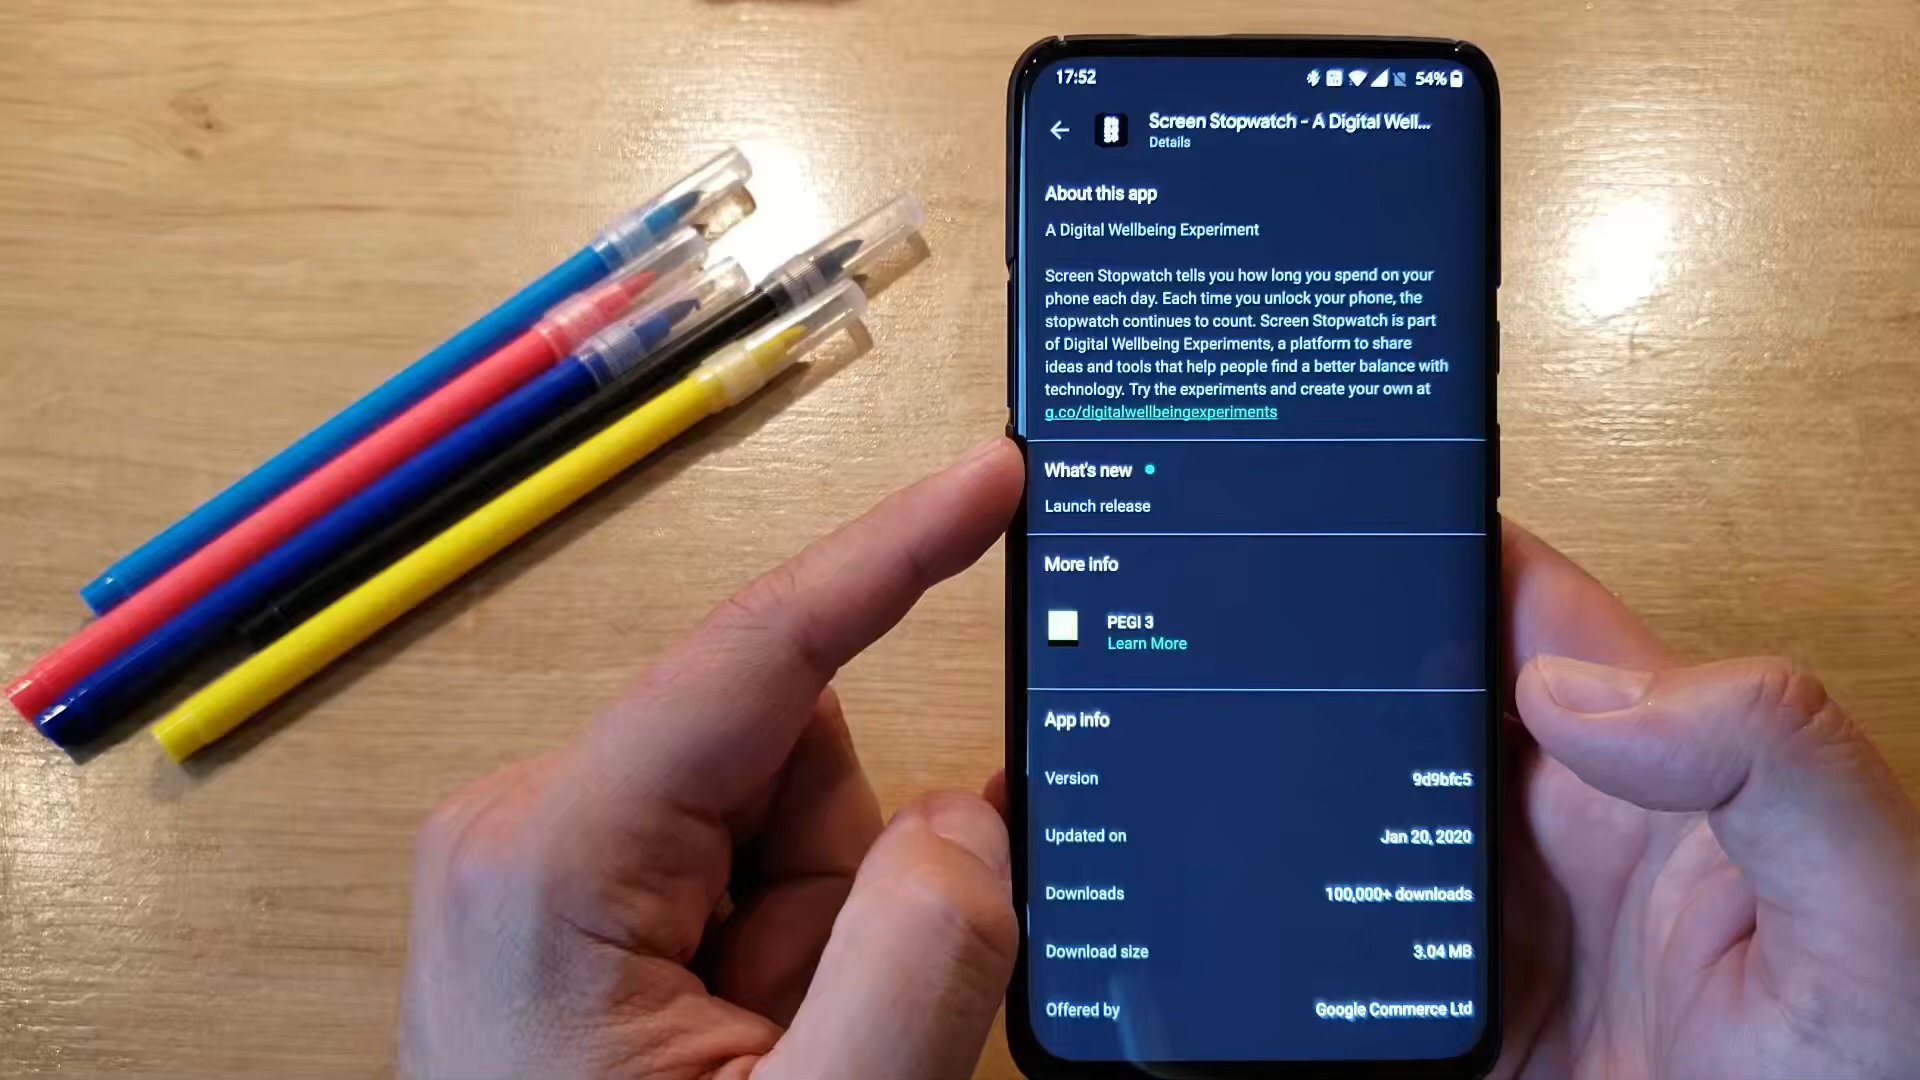 17:52
54%
Screen Stopwatch - A Digital Well...
Details
About this app
A Digital Wellbeing Experiment
Screen Stopwatch tells you how long you spend on your
phone each day. Each time you unlock your phone, the
stopwatch continues to count. Screen Stopwatch is part
of Digital Wellbeing Experiments, a platform to share
ideas and tools that help people find a better balance with
technology. Try the experiments and create your own at
g.co/digitalwellbeingexperiments
What's new
Launch release
More info
PEGI 3
Learn More
App info
Version 9d9bfc5
Updated on Jan 20, 2020
Downloads 100,000+ downloads
Download size 3.04 MB
Offered by Google Commerce Ltd